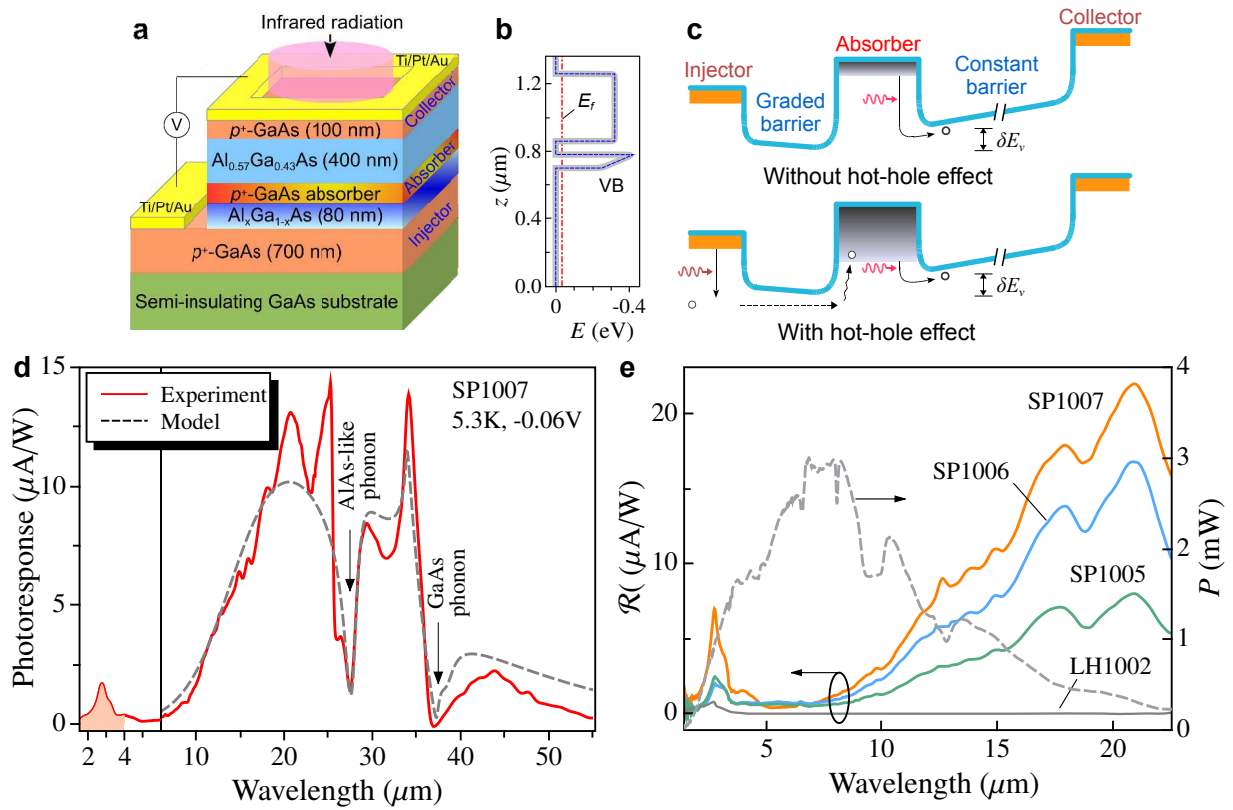 a
Infrared radiation
Ti/Pt/Au
V
p⁺-GaAs (100 nm)
Al₀.₅₇Ga₀.₄₃As (400 nm)
p⁺-GaAs absorber
Ti/Pt/Au
AlₓGa₁₋ₓAs (80 nm)
p⁺-GaAs (700 nm)
Semi-insulating GaAs substrate
Collector
Absorber
Injector
b
1.2
0.8
0.4
0.0
z (μm)
E_f
VB
0
-0.4
E (eV)
c
Collector
Absorber
Injector
Constant
barrier
Graded
barrier
δEᵥ
Without hot-hole effect
δEᵥ
With hot-hole effect
d
15
10
5
0
Photoresponse (μA/W)
Experiment
Model
SP1007
5.3K, -0.06V
AlAs-like
phonon
GaAs
phonon
2 4 10 20 30 40 50
Wavelength (μm)
e
20
10
0
ℛ( (μA/W)
SP1007
SP1006
SP1005
LH1002
4
3
2
1
0
P (mW)
5 10 15 20
Wavelength (μm)